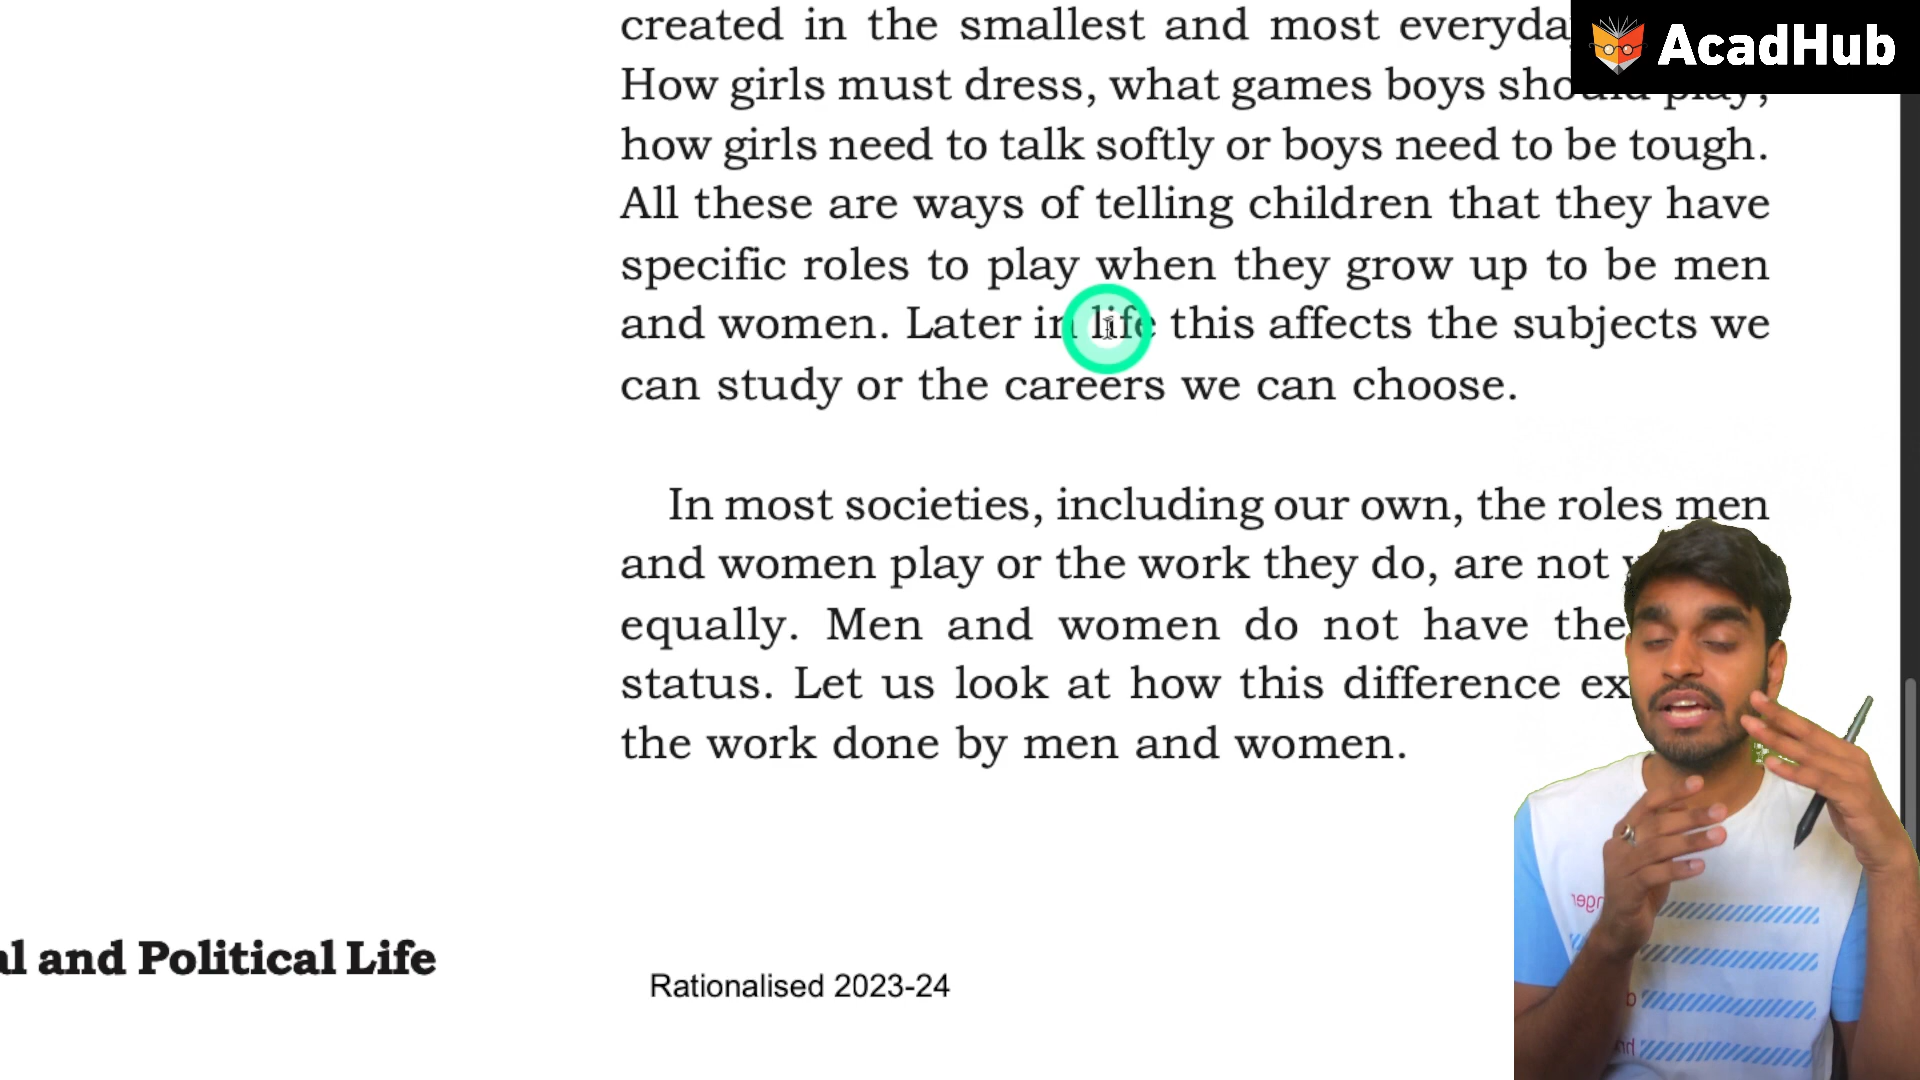 created in the smallest and most
AcadHub
How girls must dress, what games boys should play,
how girls need to talk softly or boys need to be tough.
All these are ways of telling children that they have
specific roles to play when they grow up to be men
and women. Later in life this affects the subjects we
can study or the careers we can choose.
In most societies, including our own, the roles men
and women play or the work they do, are not
equally. Men and women do not have the
status. Let us look at how this difference
the work done by men and women.
and Political Life
Rationalised 2023-24